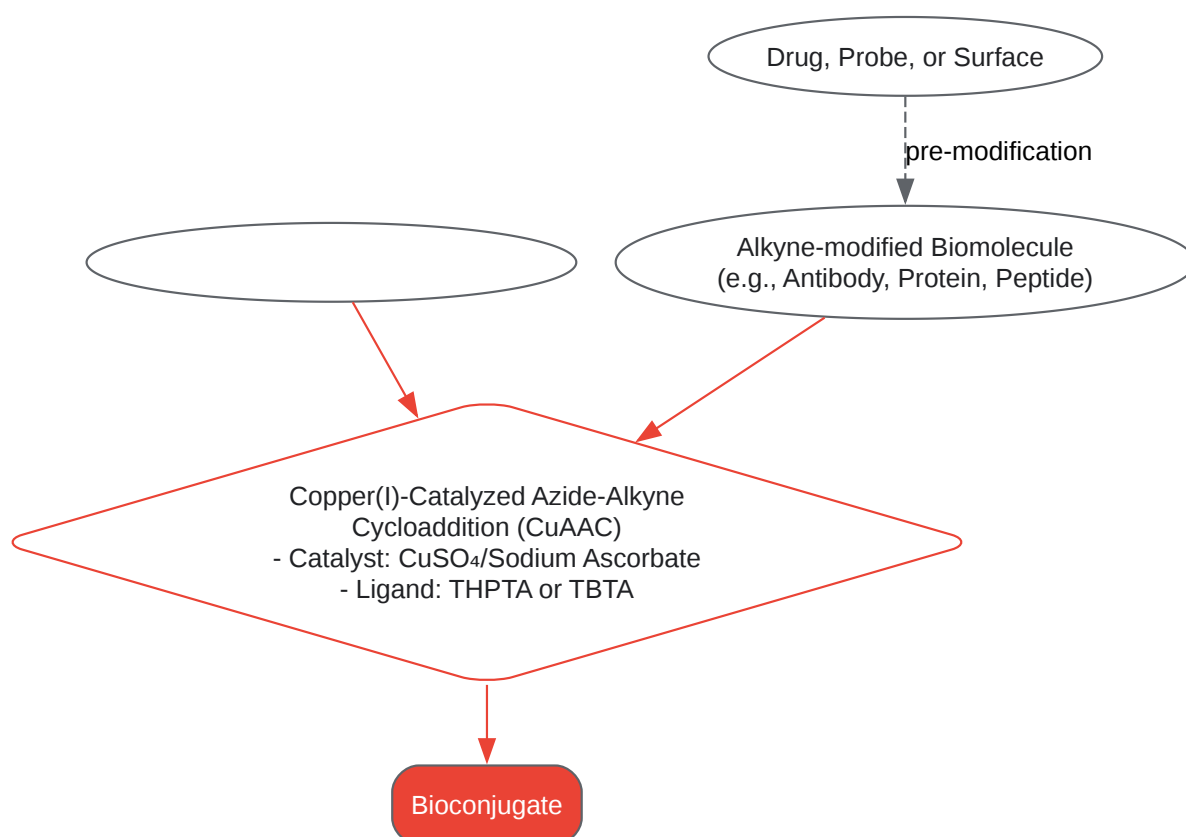 Drug, Probe, or Surface
pre-modification
Alkyne-modified Biomolecule
(e.g., Antibody, Protein, Peptide)
Copper(I)-Catalyzed Azide-Alkyne
Cycloaddition (CuAAC)
- Catalyst: CuSO₄/Sodium Ascorbate
- Ligand: THPTA or TBTA
Bioconjugate